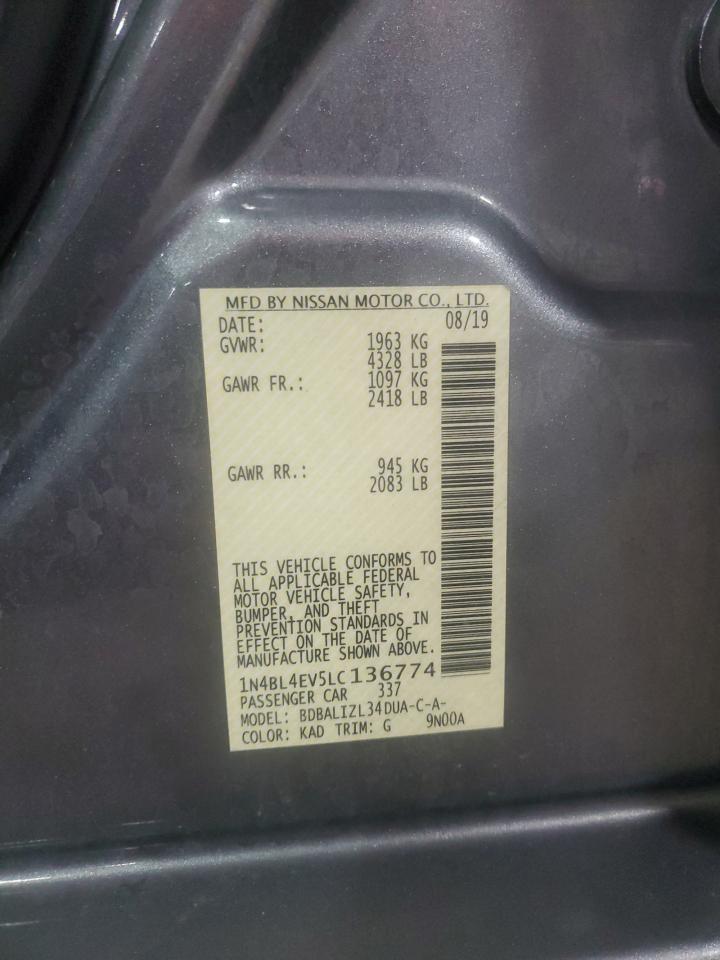 MFD BY NISSAN MOTOR CO., LTD.
DATE: 08/19
GVWR: 1963 KG
4328 LB
GAWR FR.: 1097 KG
2418 LB
GAWR RR.: 945 KG
2083 LB
THIS VEHICLE CONFORMS TO
ALL APPLICABLE FEDERAL
MOTOR VEHICLE SAFETY,
BUMPER, AND THEFT
PREVENTION STANDARDS IN
EFFECT ON THE DATE OF
MANUFACTURE SHOWN ABOVE.
1N4BL4EV5LC136774
PASSENGER CAR 337
MODEL: BDBALIZL34DUA-C-A-
COLOR: KAD TRIM: G 9N00A